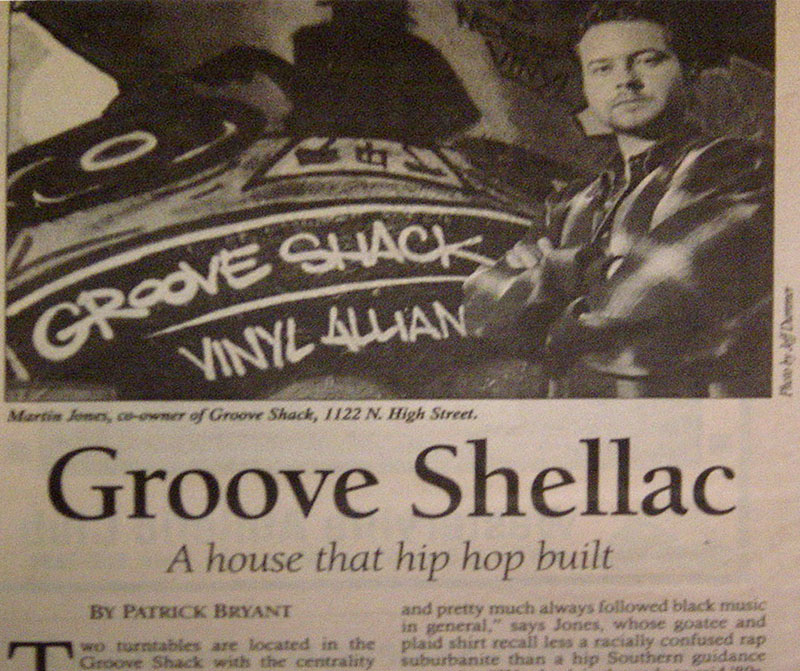 GROOVE SHACK
VINYL ALLIAN
Photo by Jeff
Martin Jones, co-owner of Groove Shack, 1122 N. High Street.
Groove Shellac
A house that hip hop built
BY PATRICK BRYANT
Two turntables are located in the
Groove Shack with the centrality
and pretty much always followed black music
in general," says Jones, whose goatee and
plaid shirt recall less a racially confused rap
suburbanite than a hip Southern guidance